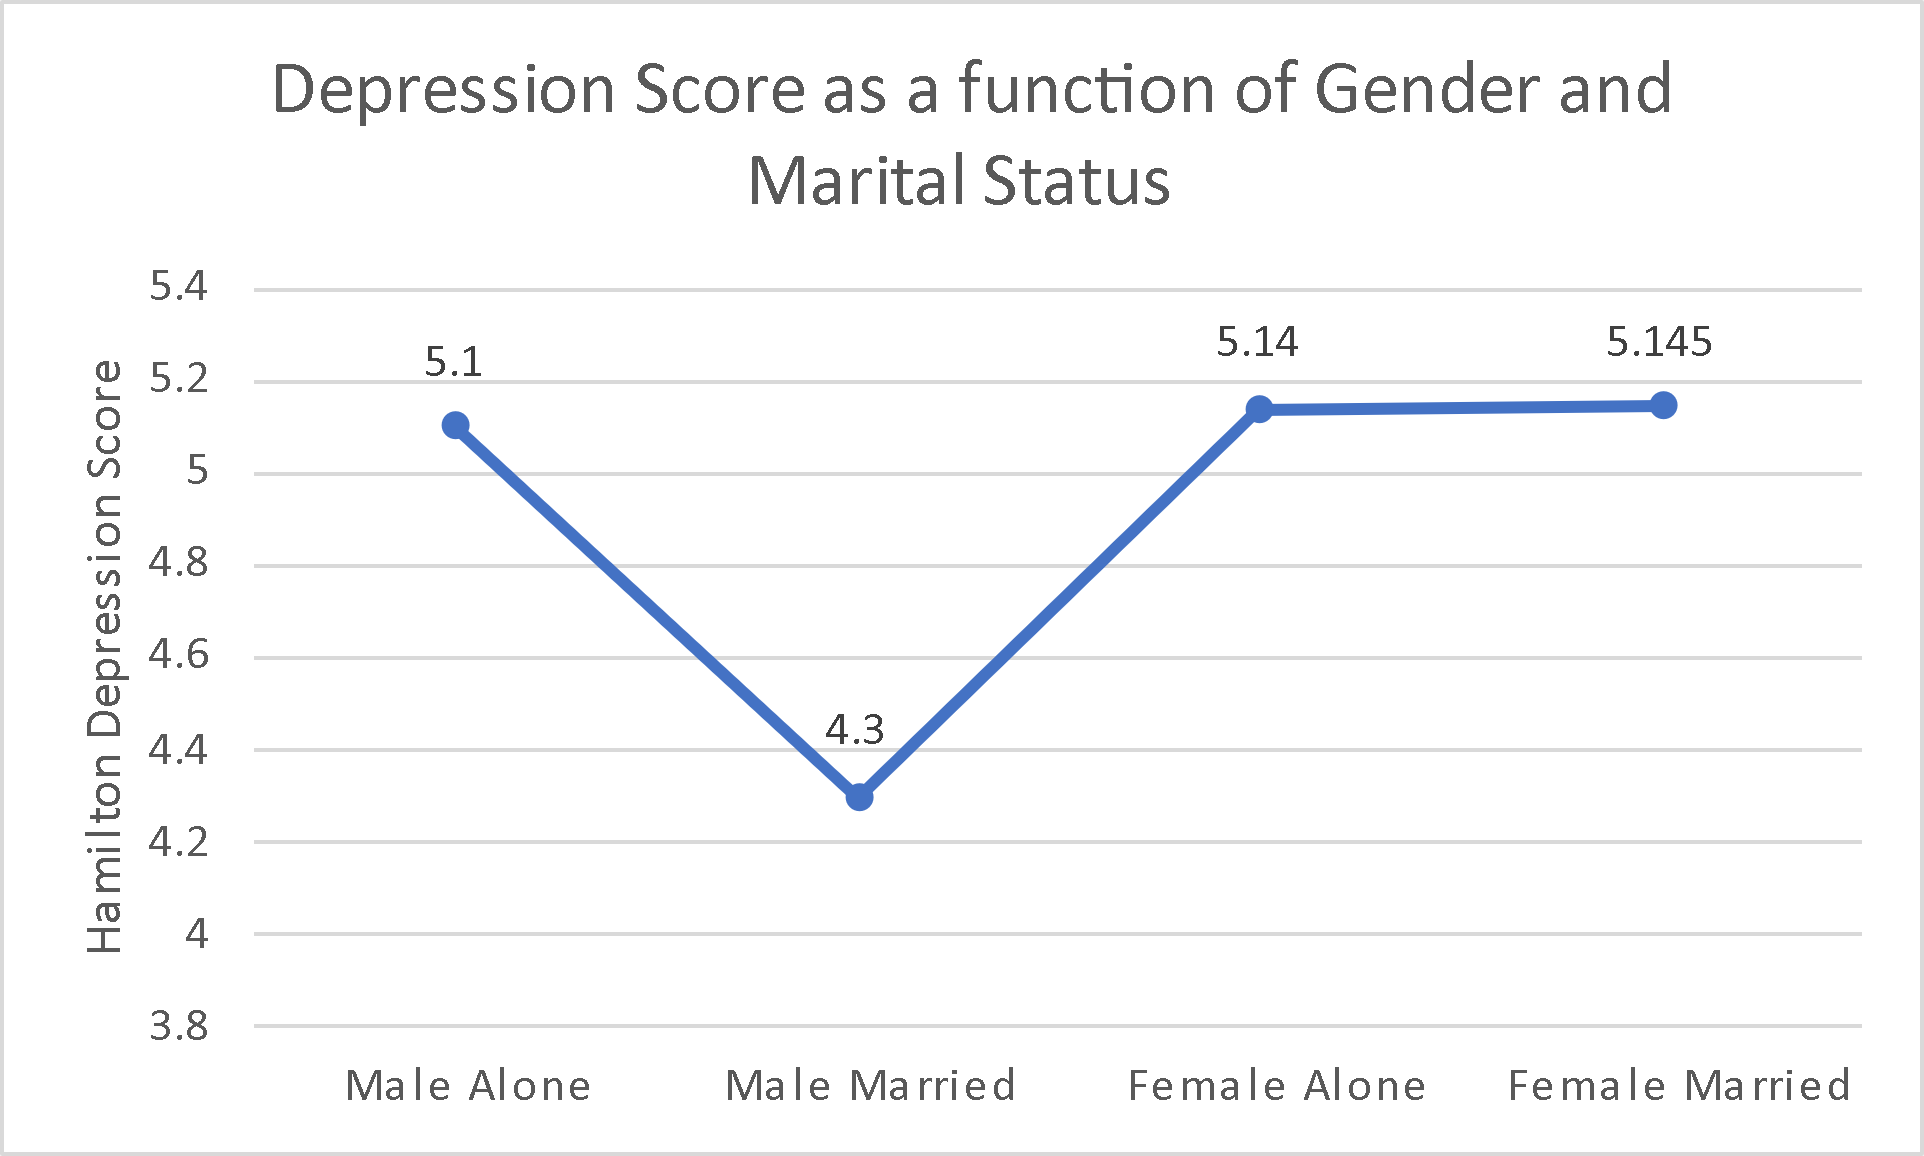 Depression Score as a function of Gender and
Marital Status
Hamilton Depression Score
5.4
5.2
5
4.8
4.6
4.4
4.2
4
3.8
5.1
4.3
5.14
5.145
Male Alone
Male Married
Female Alone
Female Married